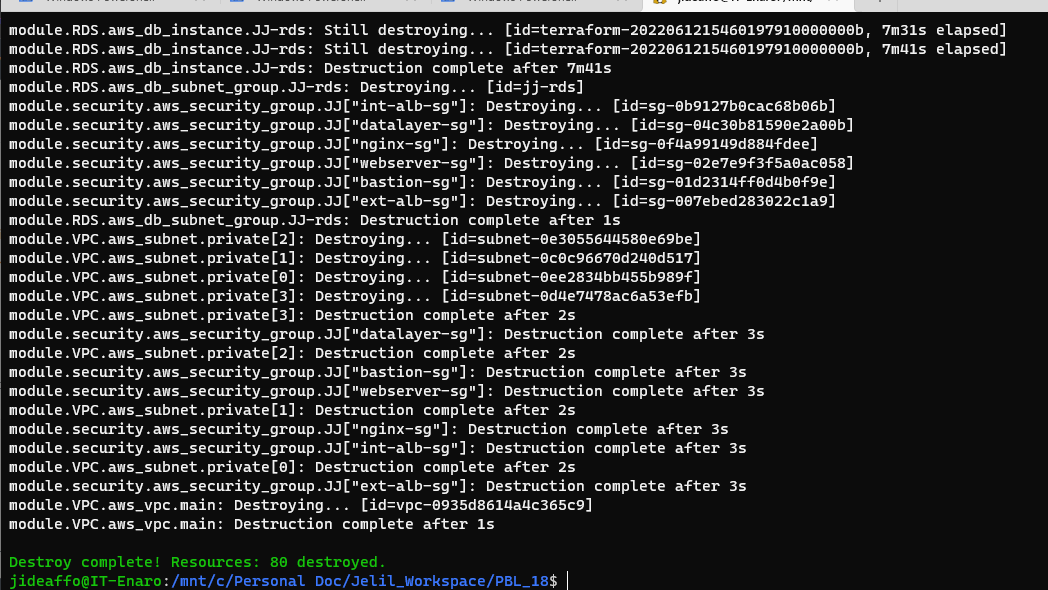 module.RDS.aws_db_instance.JJ-rds: Still destroying... [id=terraform-20220612154601979100000000b, 7m31s elapsed]
module.RDS.aws_db_instance.JJ-rds: Still destroying... [id=terraform-20220612154601979100000000b, 7m41s elapsed]
module.RDS.aws_db_instance.JJ-rds: Destruction complete after 7m41s
module.RDS.aws_db_subnet_group.JJ-rds: Destroying... [id=jj-rds]
module.security.aws_security_group.JJ["int-alb-sg"]: Destroying... [id=sg-0b9127b0cac68b06b]
module.security.aws_security_group.JJ["datalayer-sg"]: Destroying... [id=sg-04c30b81590e2a00b]
module.security.aws_security_group.JJ["nginx-sg"]: Destroying... [id=sg-0f4a99149d884fdee]
module.security.aws_security_group.JJ["webserver-sg"]: Destroying... [id=sg-02e7e9f3f5a0ac058]
module.security.aws_security_group.JJ["bastion-sg"]: Destroying... [id=sg-01d2314ff0d4b0f9e]
module.security.aws_security_group.JJ["ext-alb-sg"]: Destroying... [id=sg-007ebed283022c1a9]
module.RDS.aws_db_subnet_group.JJ-rds: Destruction complete after 1s
module.VPC.aws_subnet.private[2]: Destroying... [id=subnet-0e3055644580e69be]
module.VPC.aws_subnet.private[1]: Destroying... [id=subnet-0c0c96670d240d517]
module.VPC.aws_subnet.private[0]: Destroying... [id=subnet-0ee2834bb455b989f]
module.VPC.aws_subnet.private[3]: Destroying... [id=subnet-0d4e7478ac6a53efb]
module.VPC.aws_subnet.private[3]: Destruction complete after 2s
module.security.aws_security_group.JJ["datalayer-sg"]: Destruction complete after 3s
module.VPC.aws_subnet.private[2]: Destruction complete after 2s
module.security.aws_security_group.JJ["bastion-sg"]: Destruction complete after 3s
module.security.aws_security_group.JJ["webserver-sg"]: Destruction complete after 3s
module.VPC.aws_subnet.private[1]: Destruction complete after 2s
module.security.aws_security_group.JJ["nginx-sg"]: Destruction complete after 3s
module.security.aws_security_group.JJ["int-alb-sg"]: Destruction complete after 3s
module.VPC.aws_subnet.private[0]: Destruction complete after 2s
module.security.aws_security_group.JJ["ext-alb-sg"]: Destruction complete after 3s
module.VPC.aws_vpc.main: Destroying... [id=vpc-0935d8614a4c365c9]
module.VPC.aws_vpc.main: Destruction complete after 1s
Destroy complete! Resources: 80 destroyed.
jideaffo@IT-Enaro:/mnt/c/Personal Doc/Jelil_Workspace/PBL_18$